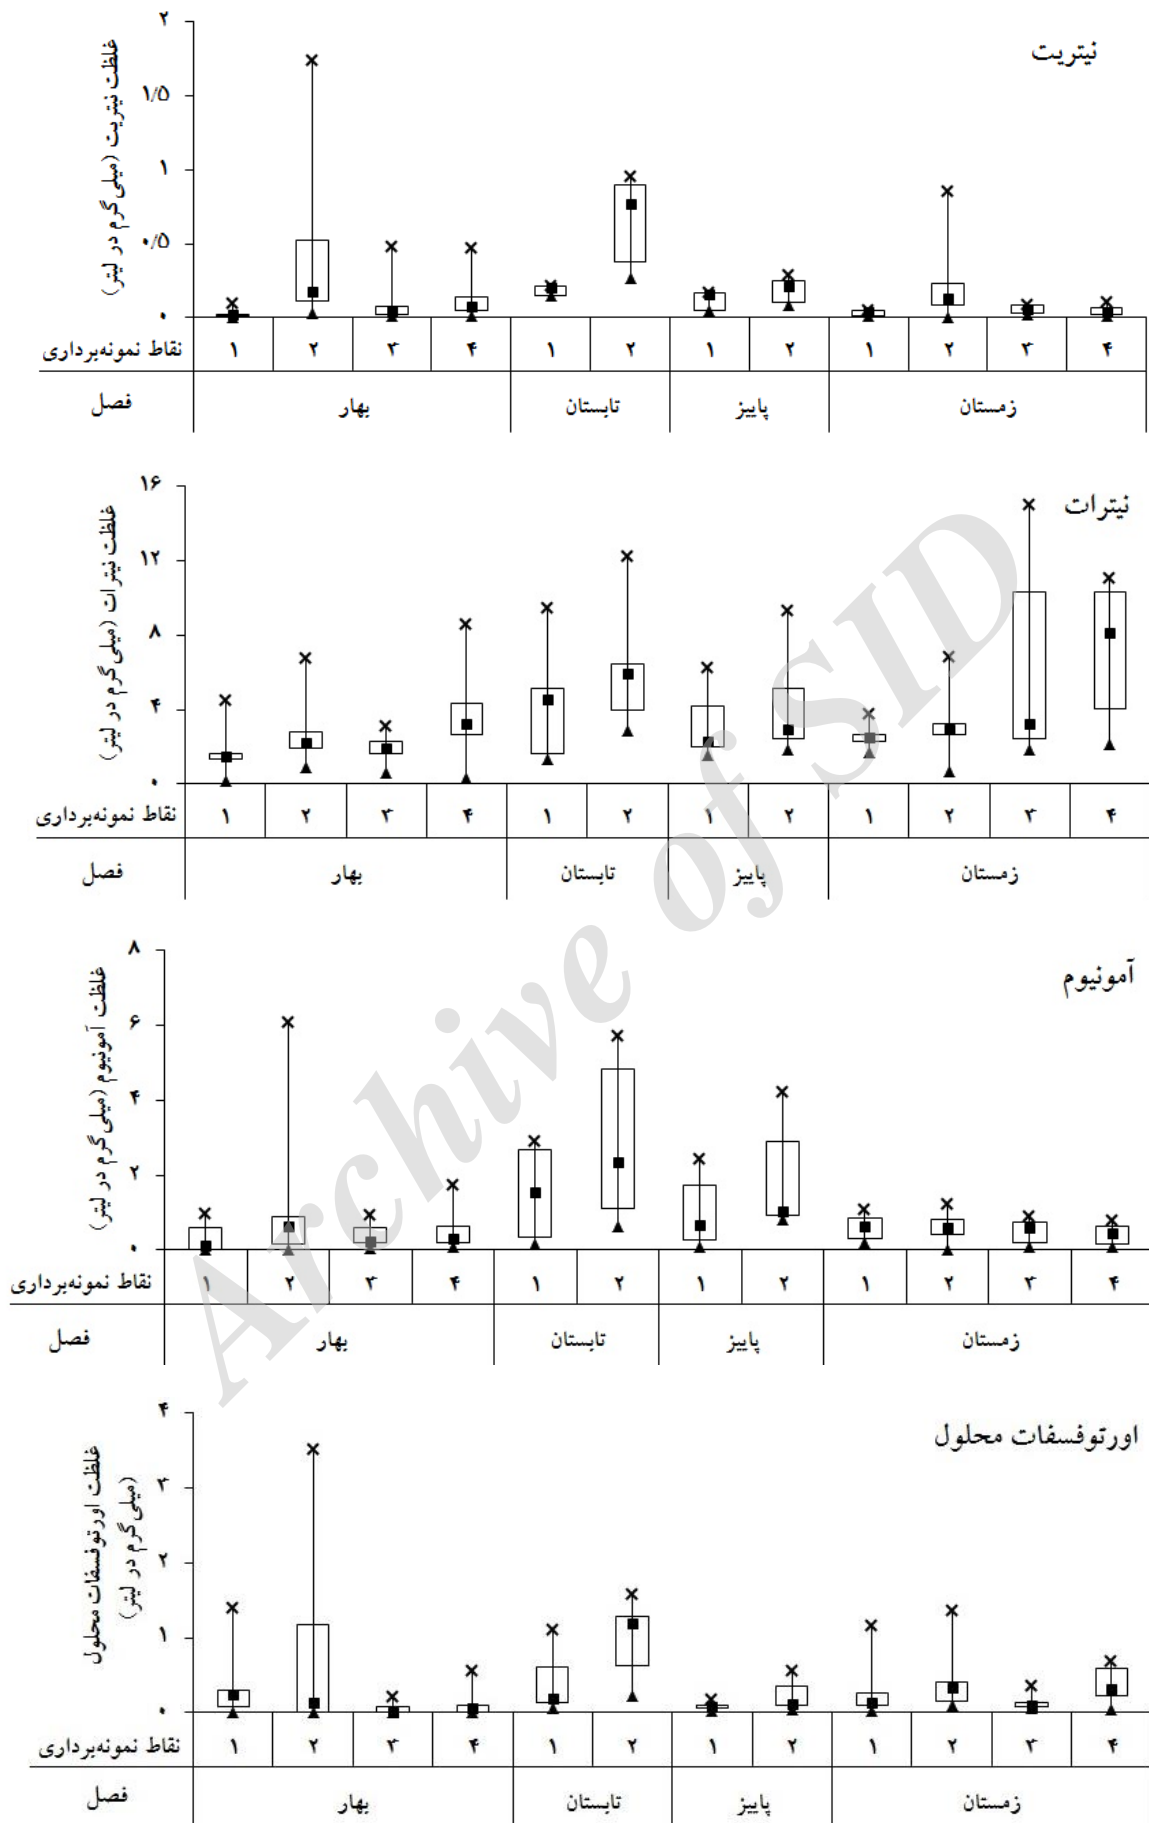 نیتریت
غلظت نیتریت (میلی گرم در لیتر)
۲
۱/۵
۱
۰/۵
۰
نقاط نمونه‌برداری ۱ ۲ ۳ ۴ ۱ ۲ ۱ ۲ ۱ ۲ ۳ ۴
فصل بهار تابستان پاییز زمستان
نیترات
غلظت نیترات (میلی گرم در لیتر)
۱۶
۱۲
۸
۴
۰
نقاط نمونه‌برداری ۱ ۲ ۳ ۴ ۱ ۲ ۱ ۲ ۱ ۲ ۳ ۴
فصل بهار تابستان پاییز زمستان
آمونیوم
غلظت آمونیوم (میلی گرم در لیتر)
۸
۶
۴
۲
۰
نقاط نمونه‌برداری ۱ ۲ ۳ ۴ ۱ ۲ ۱ ۲ ۱ ۲ ۳ ۴
فصل بهار تابستان پاییز زمستان
اورتوفسفات محلول
غلظت اورتوفسفات محلول
(میلی گرم در لیتر)
۴
۳
۲
۱
۰
نقاط نمونه‌برداری ۱ ۲ ۳ ۴ ۱ ۲ ۱ ۲ ۱ ۲ ۳ ۴
فصل بهار تابستان پاییز زمستان
Archive of SID